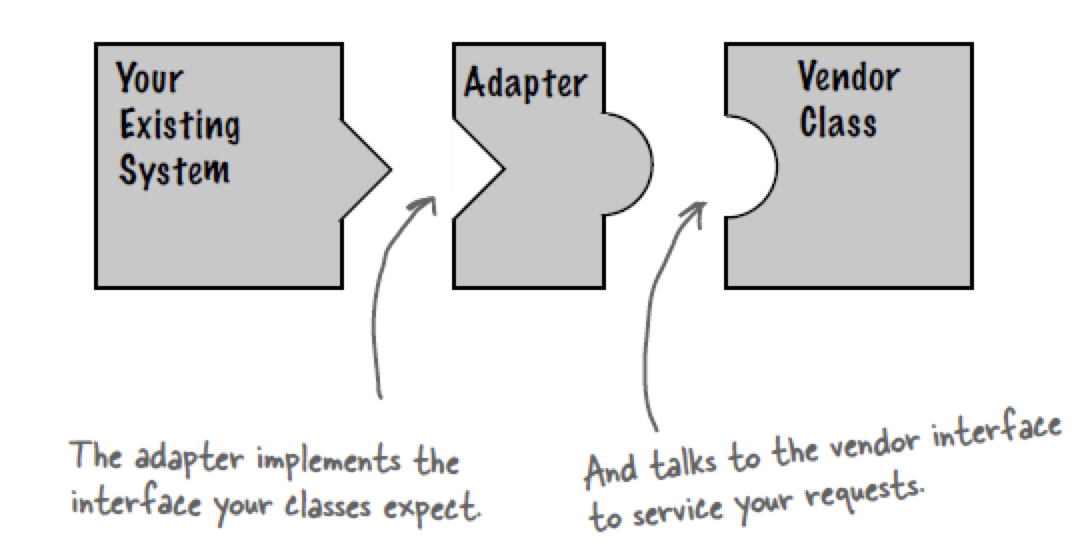 Your
Existing
System
Adapter
Vendor
Class
The adapter implements the
interface your classes expect.
And talks to the vendor interface
to service your requests.